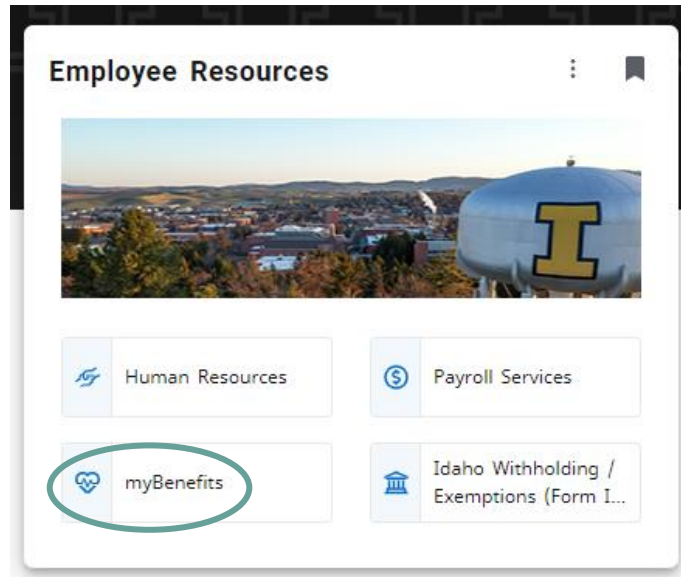 Employee Resources
I
Human Resources
Payroll Services
myBenefits
Idaho Withholding /
Exemptions (Form I...